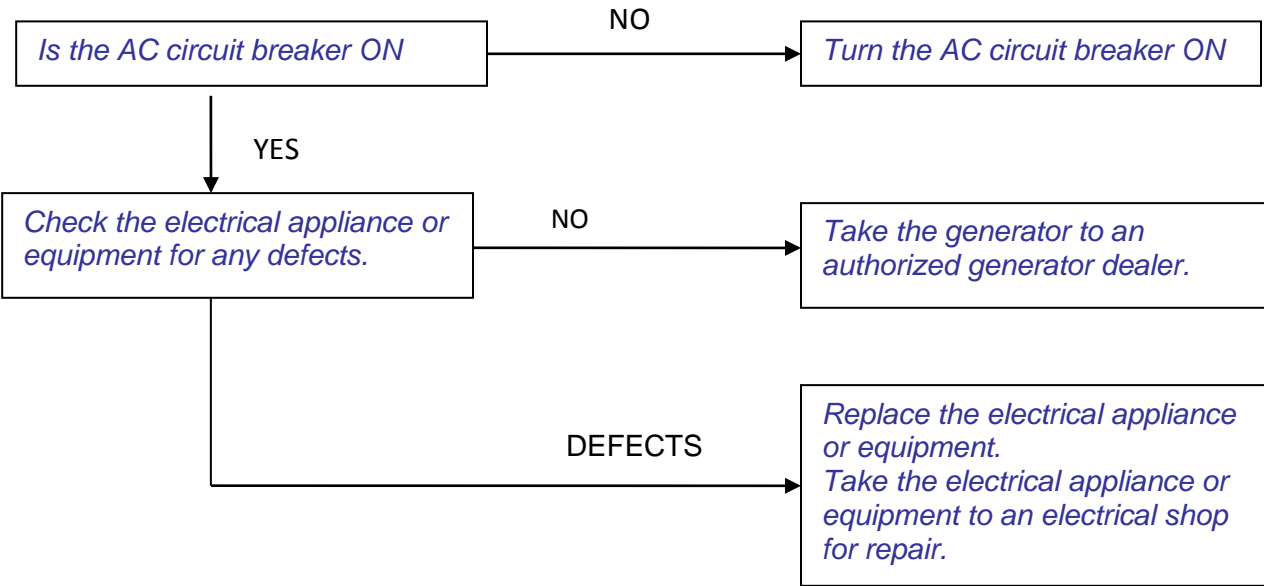 NO
Is the AC circuit breaker ON
Turn the AC circuit breaker ON
YES
Check the electrical appliance or
equipment for any defects.
NO
Take the generator to an
authorized generator dealer.
DEFECTS
Replace the electrical appliance
or equipment.
Take the electrical appliance or
equipment to an electrical shop
for repair.